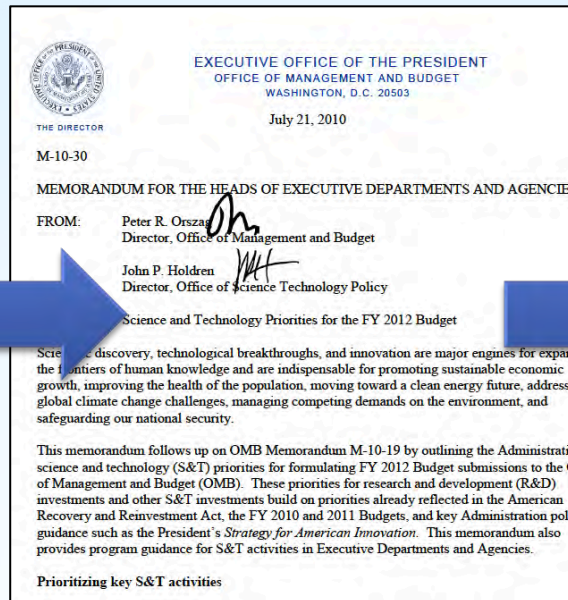 EXECUTIVE OFFICE OF THE PRESIDENT
OFFICE OF MANAGEMENT AND BUDGET
WASHINGTON, D.C. 20503
THE DIRECTOR
July 21, 2010
M-10-30
MEMORANDUM FOR THE HEADS OF EXECUTIVE DEPARTMENTS AND AGENCIE
FROM: Peter R. Orszag
Director, Office of Management and Budget
John P. Holdren
Director, Office of Science Technology Policy
Science and Technology Priorities for the FY 2012 Budget
discovery, technological breakthroughs, and innovation are major engines for expan
the frontiers of human knowledge and are indispensable for promoting sustainable economic
growth, improving the health of the population, moving toward a clean energy future, address
global climate change challenges, managing competing demands on the environment, and
safeguarding our national security.
This memorandum follows up on OMB Memorandum M-10-19 by outlining the Administrati
science and technology (S&T) priorities for formulating FY 2012 Budget submissions to the O
of Management and Budget (OMB). These priorities for research and development (R&D)
investments and other S&T investments build on priorities already reflected in the American
Recovery and Reinvestment Act, the FY 2010 and 2011 Budgets, and key Administration pol
guidance such as the President's Strategy for American Innovation. This memorandum also
provides program guidance for S&T activities in Executive Departments and Agencies.
Prioritizing key S&T activities